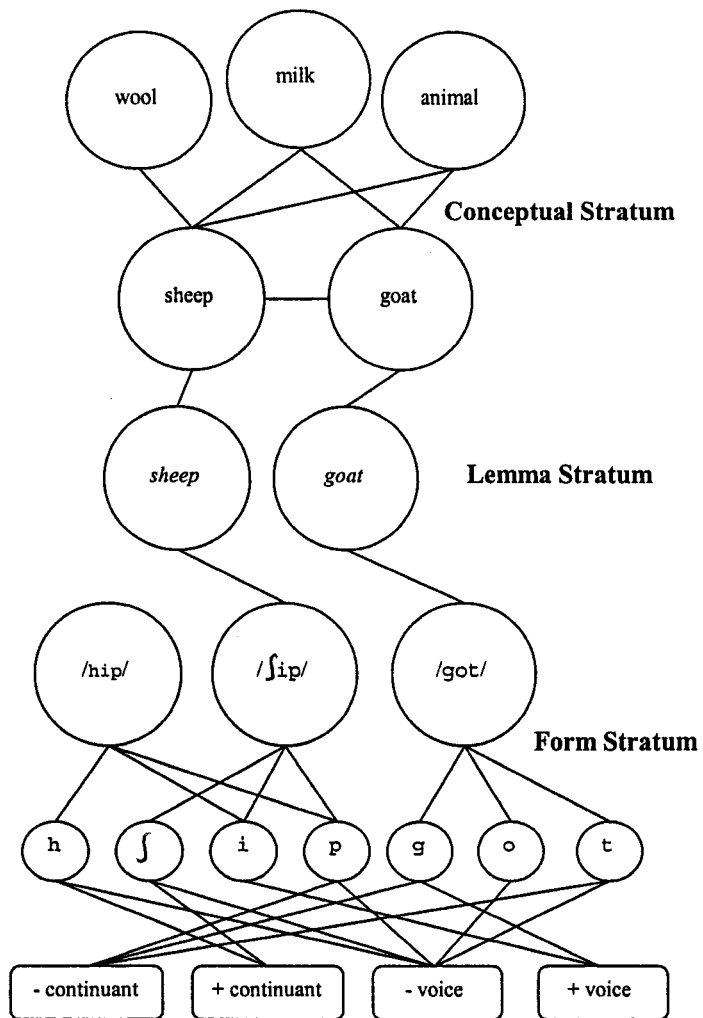 wool
milk
animal
Conceptual Stratum
sheep
goat
sheep
goat
Lemma Stratum
/hip/
/ʃip/
/got/
Form Stratum
h
ʃ
i
p
g
o
t
- continuant
+ continuant
- voice
+ voice